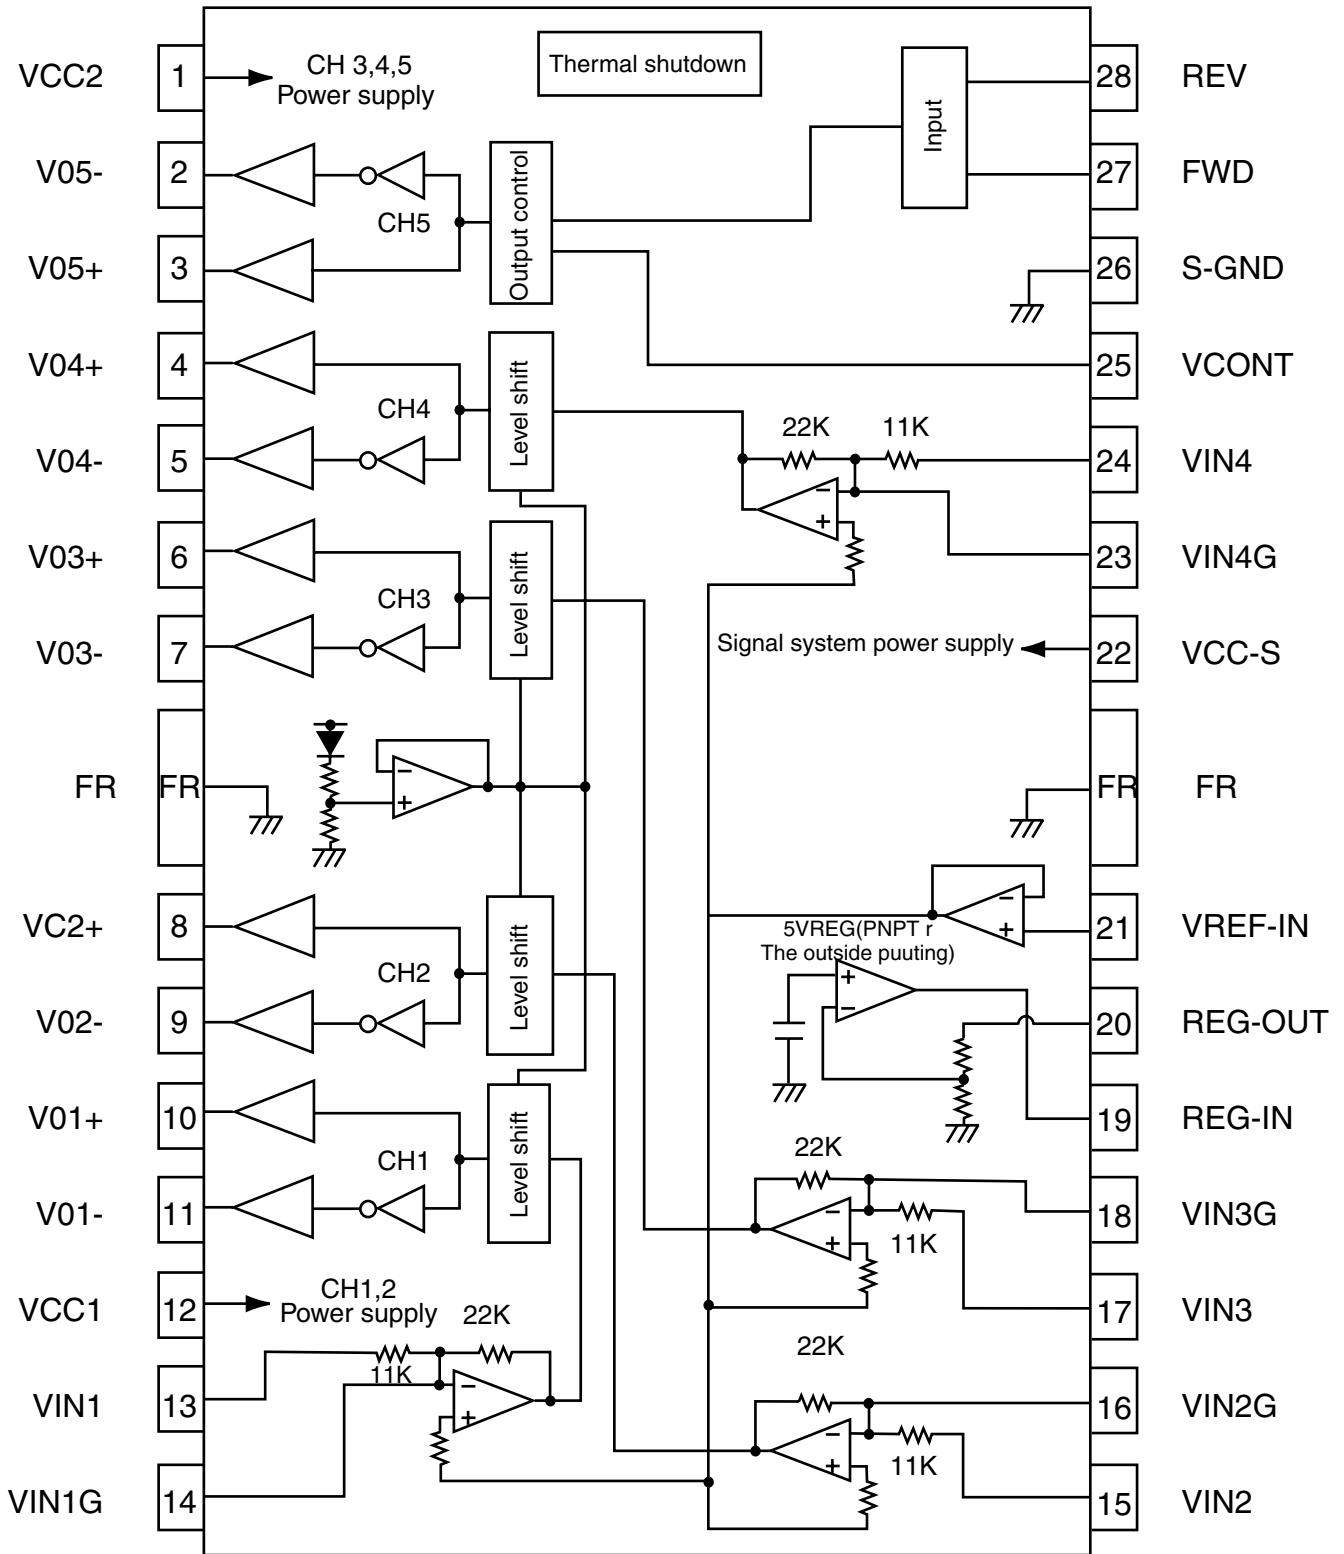 Thermal shutdown
VCC2 1 CH 3,4,5
Power supply
Input
28 REV
V05- 2
CH5
Output control
27 FWD
V05+ 3
26 S-GND
V04+ 4
CH4
Level shift
25 VCONT
22K 11K
V04- 5
− +
24 VIN4
V03+ 6
CH3
Level shift
23 VIN4G
V03- 7
Signal system power supply
22 VCC-S
FR FR
− +
FR FR
VC2+ 8
CH2
Level shift
− +
21 VREF-IN
5VREG(PNPT r
The outside puuting)
+ −
V02- 9
20 REG-OUT
V01+ 10
CH1
Level shift
19 REG-IN
22K
V01- 11
− +
11K
18 VIN3G
VCC1 12 CH1,2
Power supply
22K
17 VIN3
22K
11K
VIN1 13
− +
16 VIN2G
− +
11K
VIN1G 14
15 VIN2